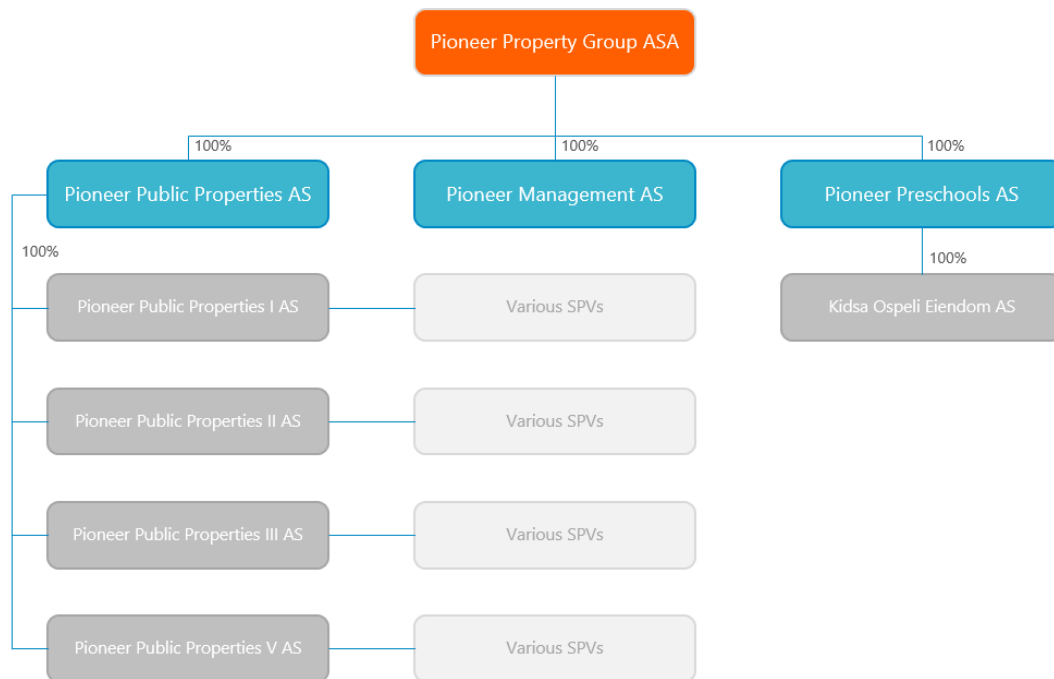 Pioneer Property Group ASA
100%
100%
100%
Pioneer Public Properties AS
Pioneer Management AS
Pioneer Preschools AS
100%
100%
Pioneer Public Properties I AS
Various SPVs
Kidsa Ospeli Eiendom AS
Pioneer Public Properties II AS
Various SPVs
Pioneer Public Properties III AS
Various SPVs
Pioneer Public Properties V AS
Various SPVs